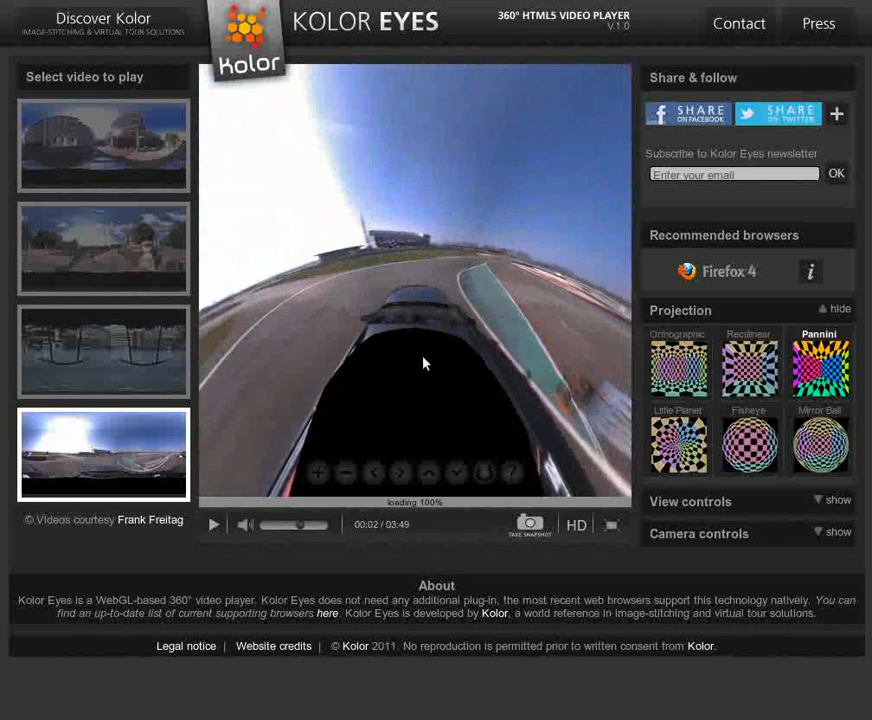 Discover Kolor
IMAGE-STITCHING & VIRTUAL TOUR SOLUTIONS
kolor
KOLOR EYES
360° HTML5 VIDEO PLAYER
V.1.0
Contact
Press
Select video to play
© Videos courtesy Frank Freitag
loading 100%
00:02 / 03:49
TAKE SNAPSHOT
HD
Share & follow
SHARE
ON FACEBOOK
SHARE
ON TWITTER
Subscribe to Kolor Eyes newsletter
Enter your email
OK
Recommended browsers
Firefox 4
i
Projection
hide
Orthographic
Rectilinear
Pannini
Little Planet
Fisheye
Mirror Ball
View controls
show
Camera controls
show
About
Kolor Eyes is a WebGL-based 360° video player. Kolor Eyes does not need any additional plug-in, the most recent web browsers support this technology natively. You can
find an up-to-date list of current supporting browsers here. Kolor Eyes is developed by Kolor, a world reference in image-stitching and virtual tour solutions.
Legal notice | Website credits | © Kolor 2011. No reproduction is permitted prior to written consent from Kolor.